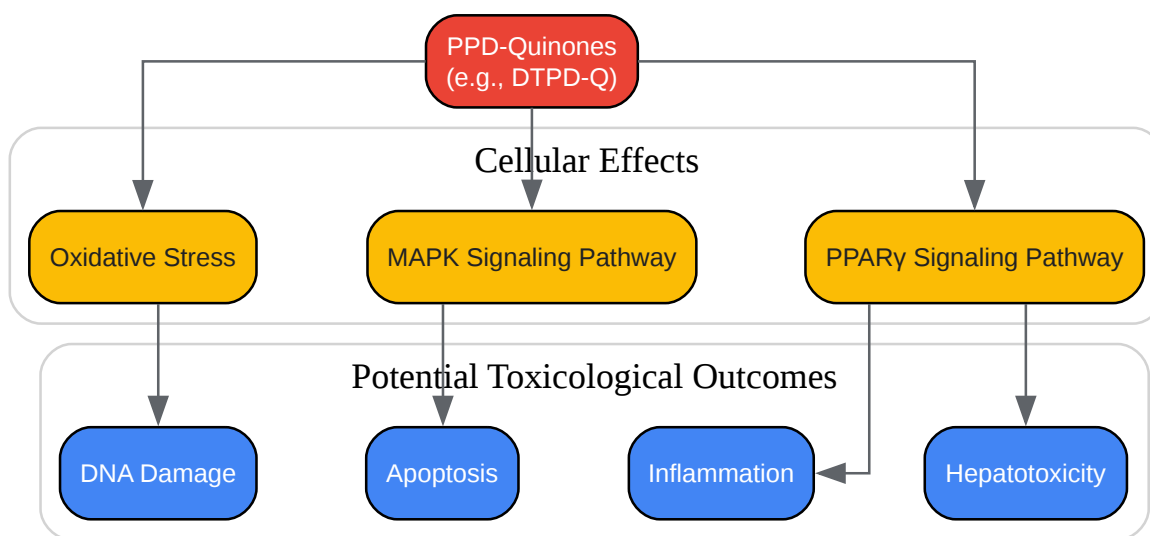 PPD-Quinones
(e.g., DTPD-Q)
Cellular Effects
Oxidative Stress
MAPK Signaling Pathway
PPARγ Signaling Pathway
Potential Toxicological Outcomes
DNA Damage
Apoptosis
Inflammation
Hepatotoxicity